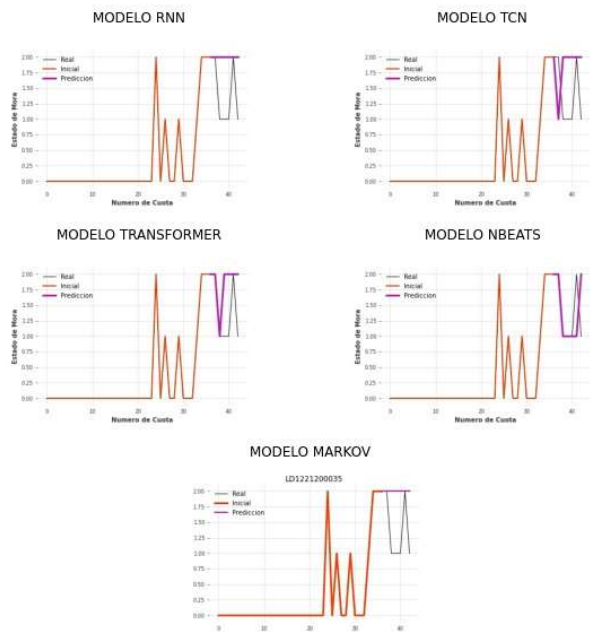 MODELO RNN
MODELO TCN
2.00
1.75
1.50
1.25
1.00
0.75
0.50
0.25
0.00
Estado de Mora
Real
Inicial
Prediccion
0
10
20
30
40
Numero de Cuota
2.00
1.75
1.50
1.25
1.00
0.75
0.50
0.25
0.00
Estado de Mora
Real
Inicial
Prediccion
0
10
20
30
40
Numero de Cuota
MODELO TRANSFORMER
MODELO NBEATS
2.00
1.75
1.50
1.25
1.00
0.75
0.50
0.25
0.00
Estado de Mora
Real
Inicial
Prediccion
0
10
20
30
40
Numero de Cuota
2.00
1.75
1.50
1.25
1.00
0.75
0.50
0.25
0.00
Estado de Mora
Real
Inicial
Prediccion
0
10
20
30
40
Numero de Cuota
MODELO MARKOV
LD1221200035
2.00
1.75
1.50
1.25
1.00
0.75
0.50
0.25
0.00
Real
Inicial
Prediccion
0
10
20
30
40